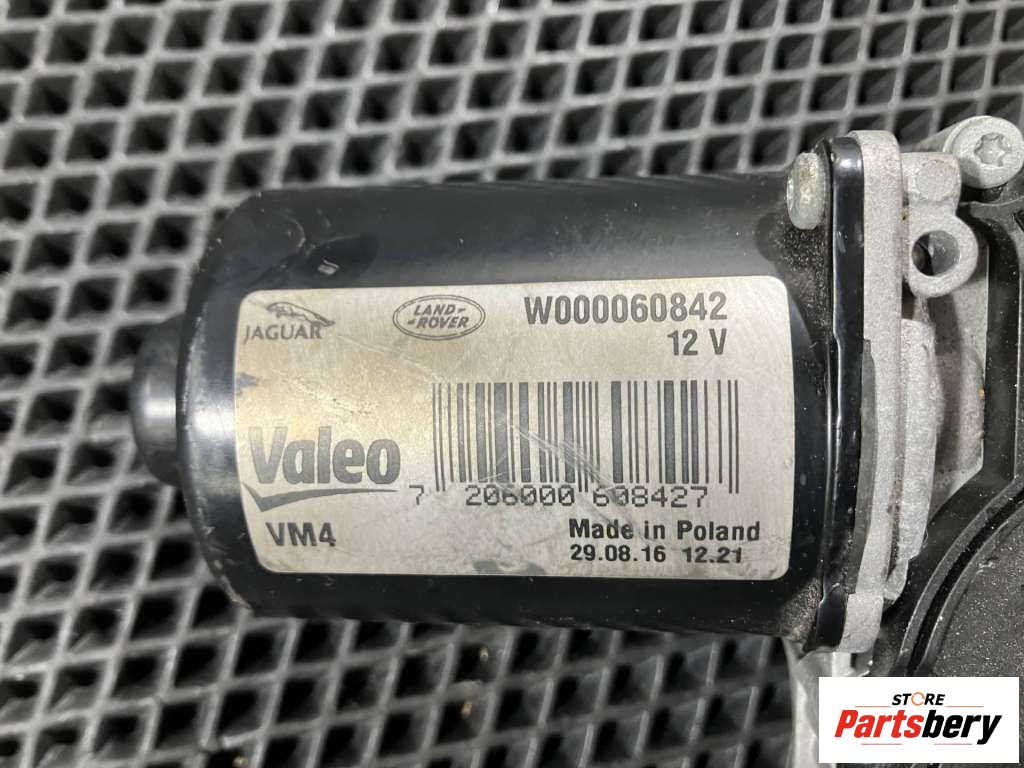 JAGUAR
LAND-
-ROVER
W000060842
12 V
Valeo
7 206000 608427
VM4
Made in Poland
29.08.16 12.21
STORE
Partsbery